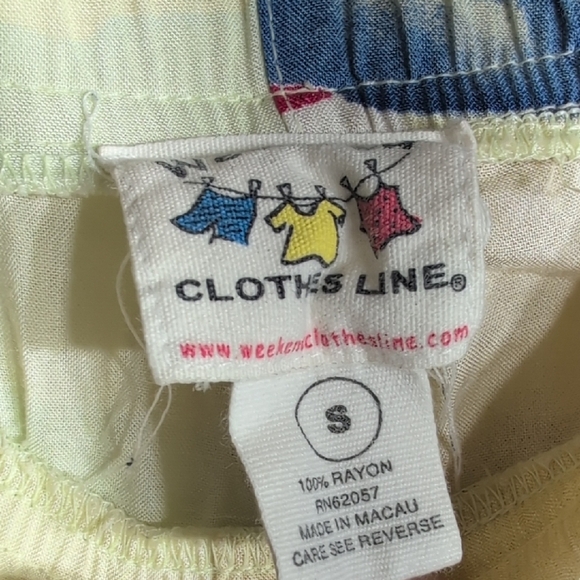 CLOTHES LINE®
www.weekendclothesline.com
S
100% RAYON
RN62057
MADE IN MACAU
CARE SEE REVERSE